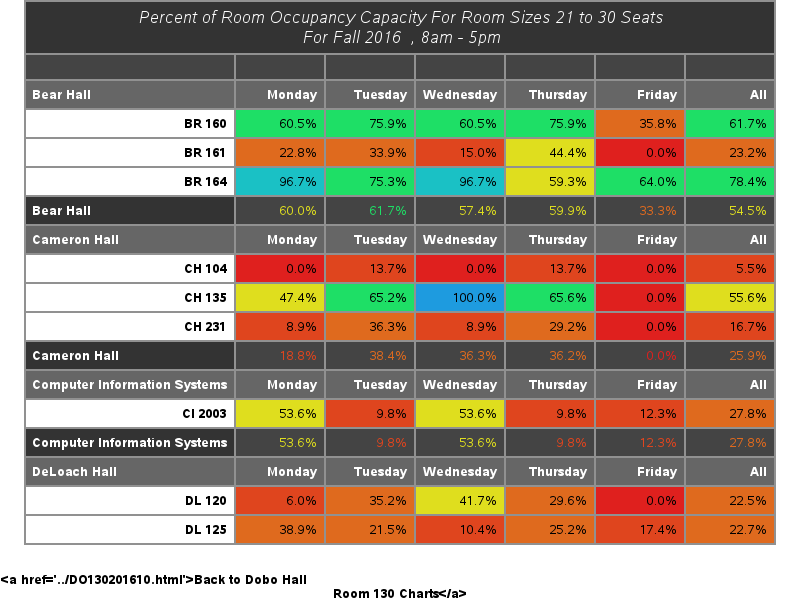 Percent of Room Occupancy Capacity For Room Sizes 21 to 30 Seats
For Fall 2016 , 8am - 5pm
Bear Hall Monday Tuesday Wednesday Thursday Friday All
BR 160 60.5% 75.9% 60.5% 75.9% 35.8% 61.7%
BR 161 22.8% 33.9% 15.0% 44.4% 0.0% 23.2%
BR 164 96.7% 75.3% 96.7% 59.3% 64.0% 78.4%
Bear Hall 60.0% 61.7% 57.4% 59.9% 33.3% 54.5%
Cameron Hall Monday Tuesday Wednesday Thursday Friday All
CH 104 0.0% 13.7% 0.0% 13.7% 0.0% 5.5%
CH 135 47.4% 65.2% 100.0% 65.6% 0.0% 55.6%
CH 231 8.9% 36.3% 8.9% 29.2% 0.0% 16.7%
Cameron Hall 18.8% 38.4% 36.3% 36.2% 0.0% 25.9%
Computer Information Systems Monday Tuesday Wednesday Thursday Friday All
CI 2003 53.6% 9.8% 53.6% 9.8% 12.3% 27.8%
Computer Information Systems 53.6% 9.8% 53.6% 9.8% 12.3% 27.8%
DeLoach Hall Monday Tuesday Wednesday Thursday Friday All
DL 120 6.0% 35.2% 41.7% 29.6% 0.0% 22.5%
DL 125 38.9% 21.5% 10.4% 25.2% 17.4% 22.7%
&lt;a href='../DO130201610.html'&gt;Back to Dobo Hall
Room 130 Charts&lt;/a&gt;